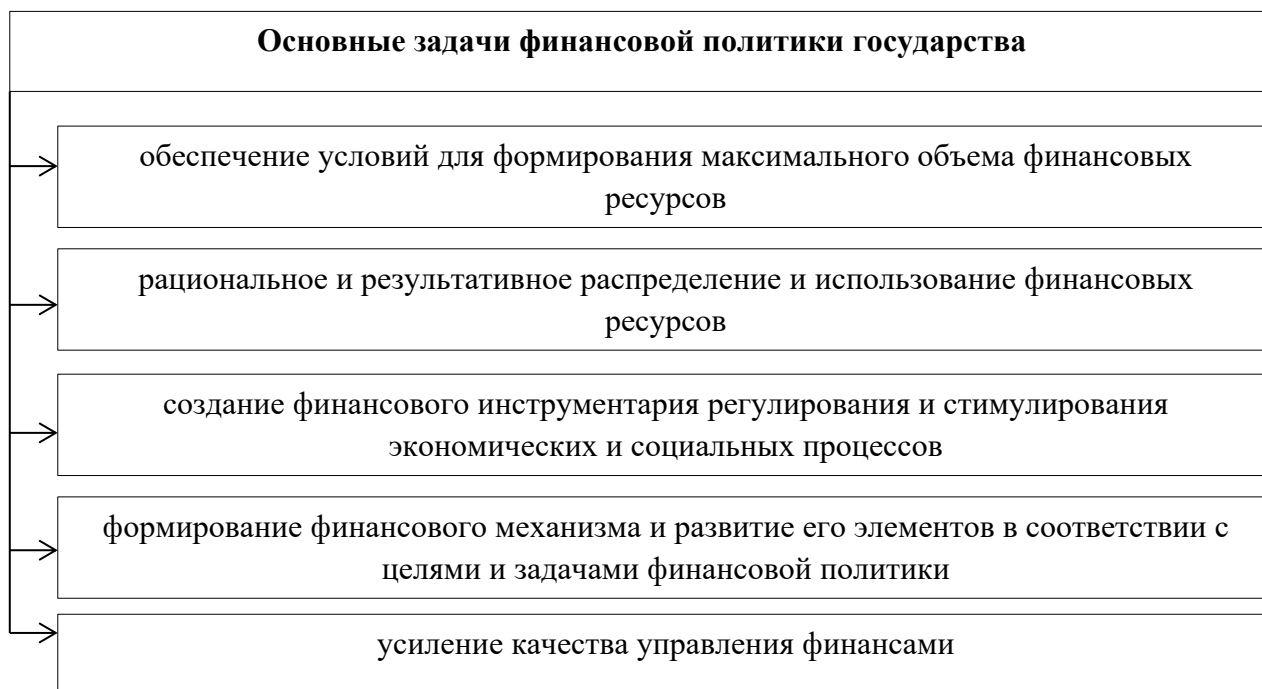 Основные задачи финансовой политики государства
обеспечение условий для формирования максимального объема финансовых
ресурсов
рациональное и результативное распределение и использование финансовых
ресурсов
создание финансового инструментария регулирования и стимулирования
экономических и социальных процессов
формирование финансового механизма и развитие его элементов в соответствии с
целями и задачами финансовой политики
усиление качества управления финансами